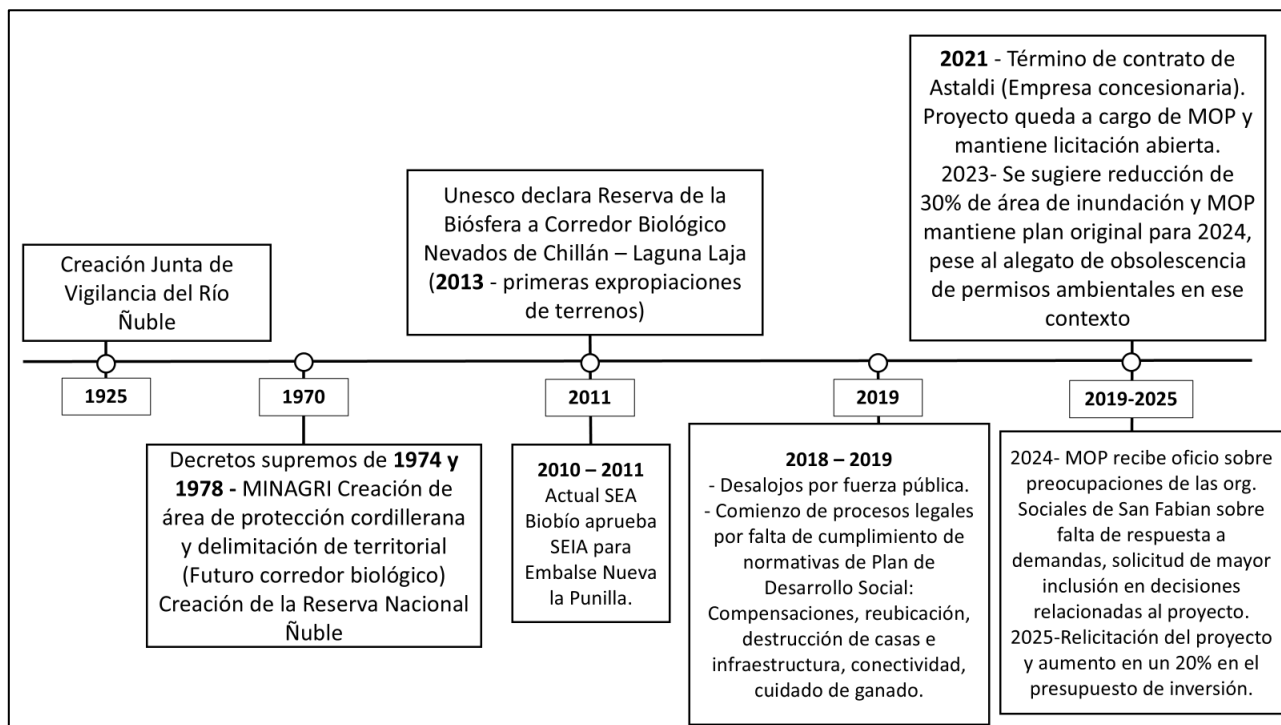 Creación Junta de
Vigilancia del Río
Ñuble
1925
1970
Decretos supremos de 1974 y
1978 - MINAGRI Creación de
área de protección cordillerana
y delimitación de territorial
(Futuro corredor biológico)
Creación de la Reserva Nacional
Ñuble
Unesco declara Reserva de la
Biósfera a Corredor Biológico
Nevados de Chillán – Laguna Laja
(2013 - primeras expropiaciones
de terrenos)
2011
2010 – 2011
Actual SEA
Biobío aprueba
SEIA para
Embalse Nueva
la Punilla.
2019
2018 – 2019
- Desalojos por fuerza pública.
- Comienzo de procesos legales
por falta de cumplimiento de
normativas de Plan de
Desarrollo Social:
Compensaciones, reubicación,
destrucción de casas e
infraestructura, conectividad,
cuidado de ganado.
2021 - Término de contrato de
Astaldi (Empresa concesionaria).
Proyecto queda a cargo de MOP y
mantiene licitación abierta.
2023- Se sugiere reducción de
30% de área de inundación y MOP
mantiene plan original para 2024,
pese al alegato de obsolescencia
de permisos ambientales en ese
contexto
2019-2025
2024- MOP recibe oficio sobre
preocupaciones de las org.
Sociales de San Fabian sobre
falta de respuesta a
demandas, solicitud de mayor
inclusión en decisiones
relacionadas al proyecto.
2025-Relicitación del proyecto
y aumento en un 20% en el
presupuesto de inversión.